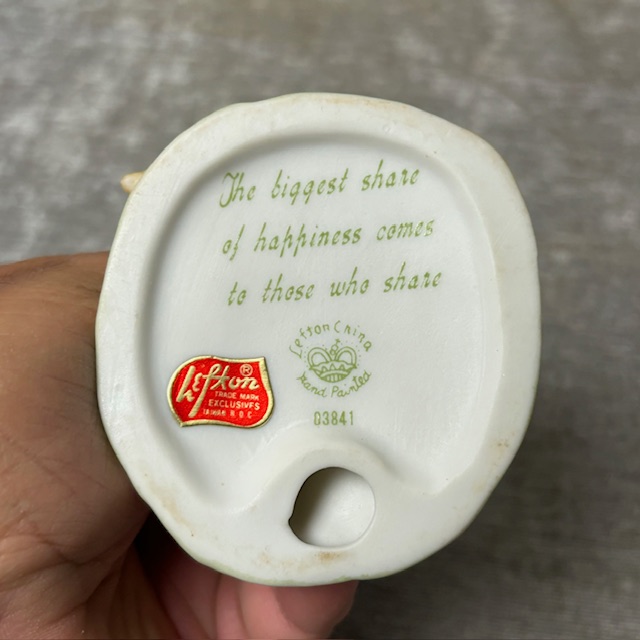 The biggest share
of happiness comes
to those who share
Lefton China
Hand Painted
03841
Lefton ®
TRADE MARK
EXCLUSIVES
TAIWAN R.O.C.